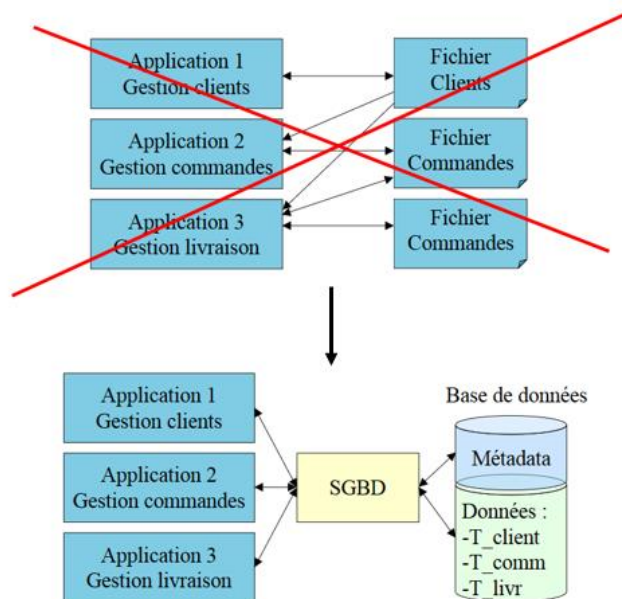 Application 1
Gestion clients
Fichier
Clients
Application 2
Gestion commandes
Fichier
Commandes
Application 3
Gestion livraison
Fichier
Commandes
Base de données
Application 1
Gestion clients
Application 2
Gestion commandes
Application 3
Gestion livraison
SGBD
Métadata
Données :
-T_client
-T_comm
-T_livr